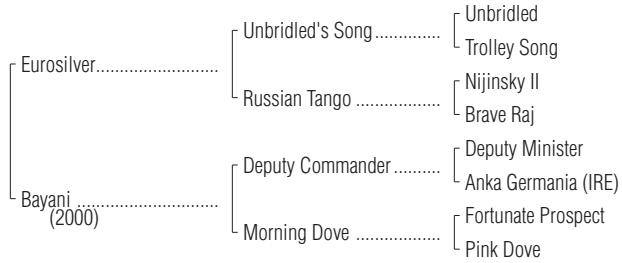 Unbridled
Unbridled's Song...............
Trolley Song
Eurosilver..........................
Nijinsky II
Russian Tango ..................
Brave Raj
Deputy Minister
Deputy Commander..........
Anka Germania (IRE)
Bayani ........................
(2000)
Fortunate Prospect
Morning Dove ..................
Pink Dove